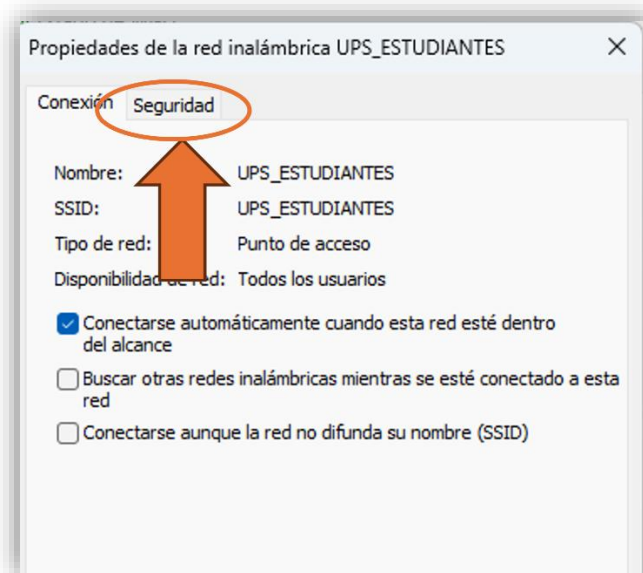 Propiedades de la red inalámbrica UPS_ESTUDIANTES
Conexión Seguridad
Nombre: UPS_ESTUDIANTES
SSID: UPS_ESTUDIANTES
Tipo de red: Punto de acceso
Disponibilidad de red: Todos los usuarios
Conectarse automáticamente cuando esta red esté dentro
del alcance
Buscar otras redes inalámbricas mientras se esté conectado a esta
red
Conectarse aunque la red no difunda su nombre (SSID)